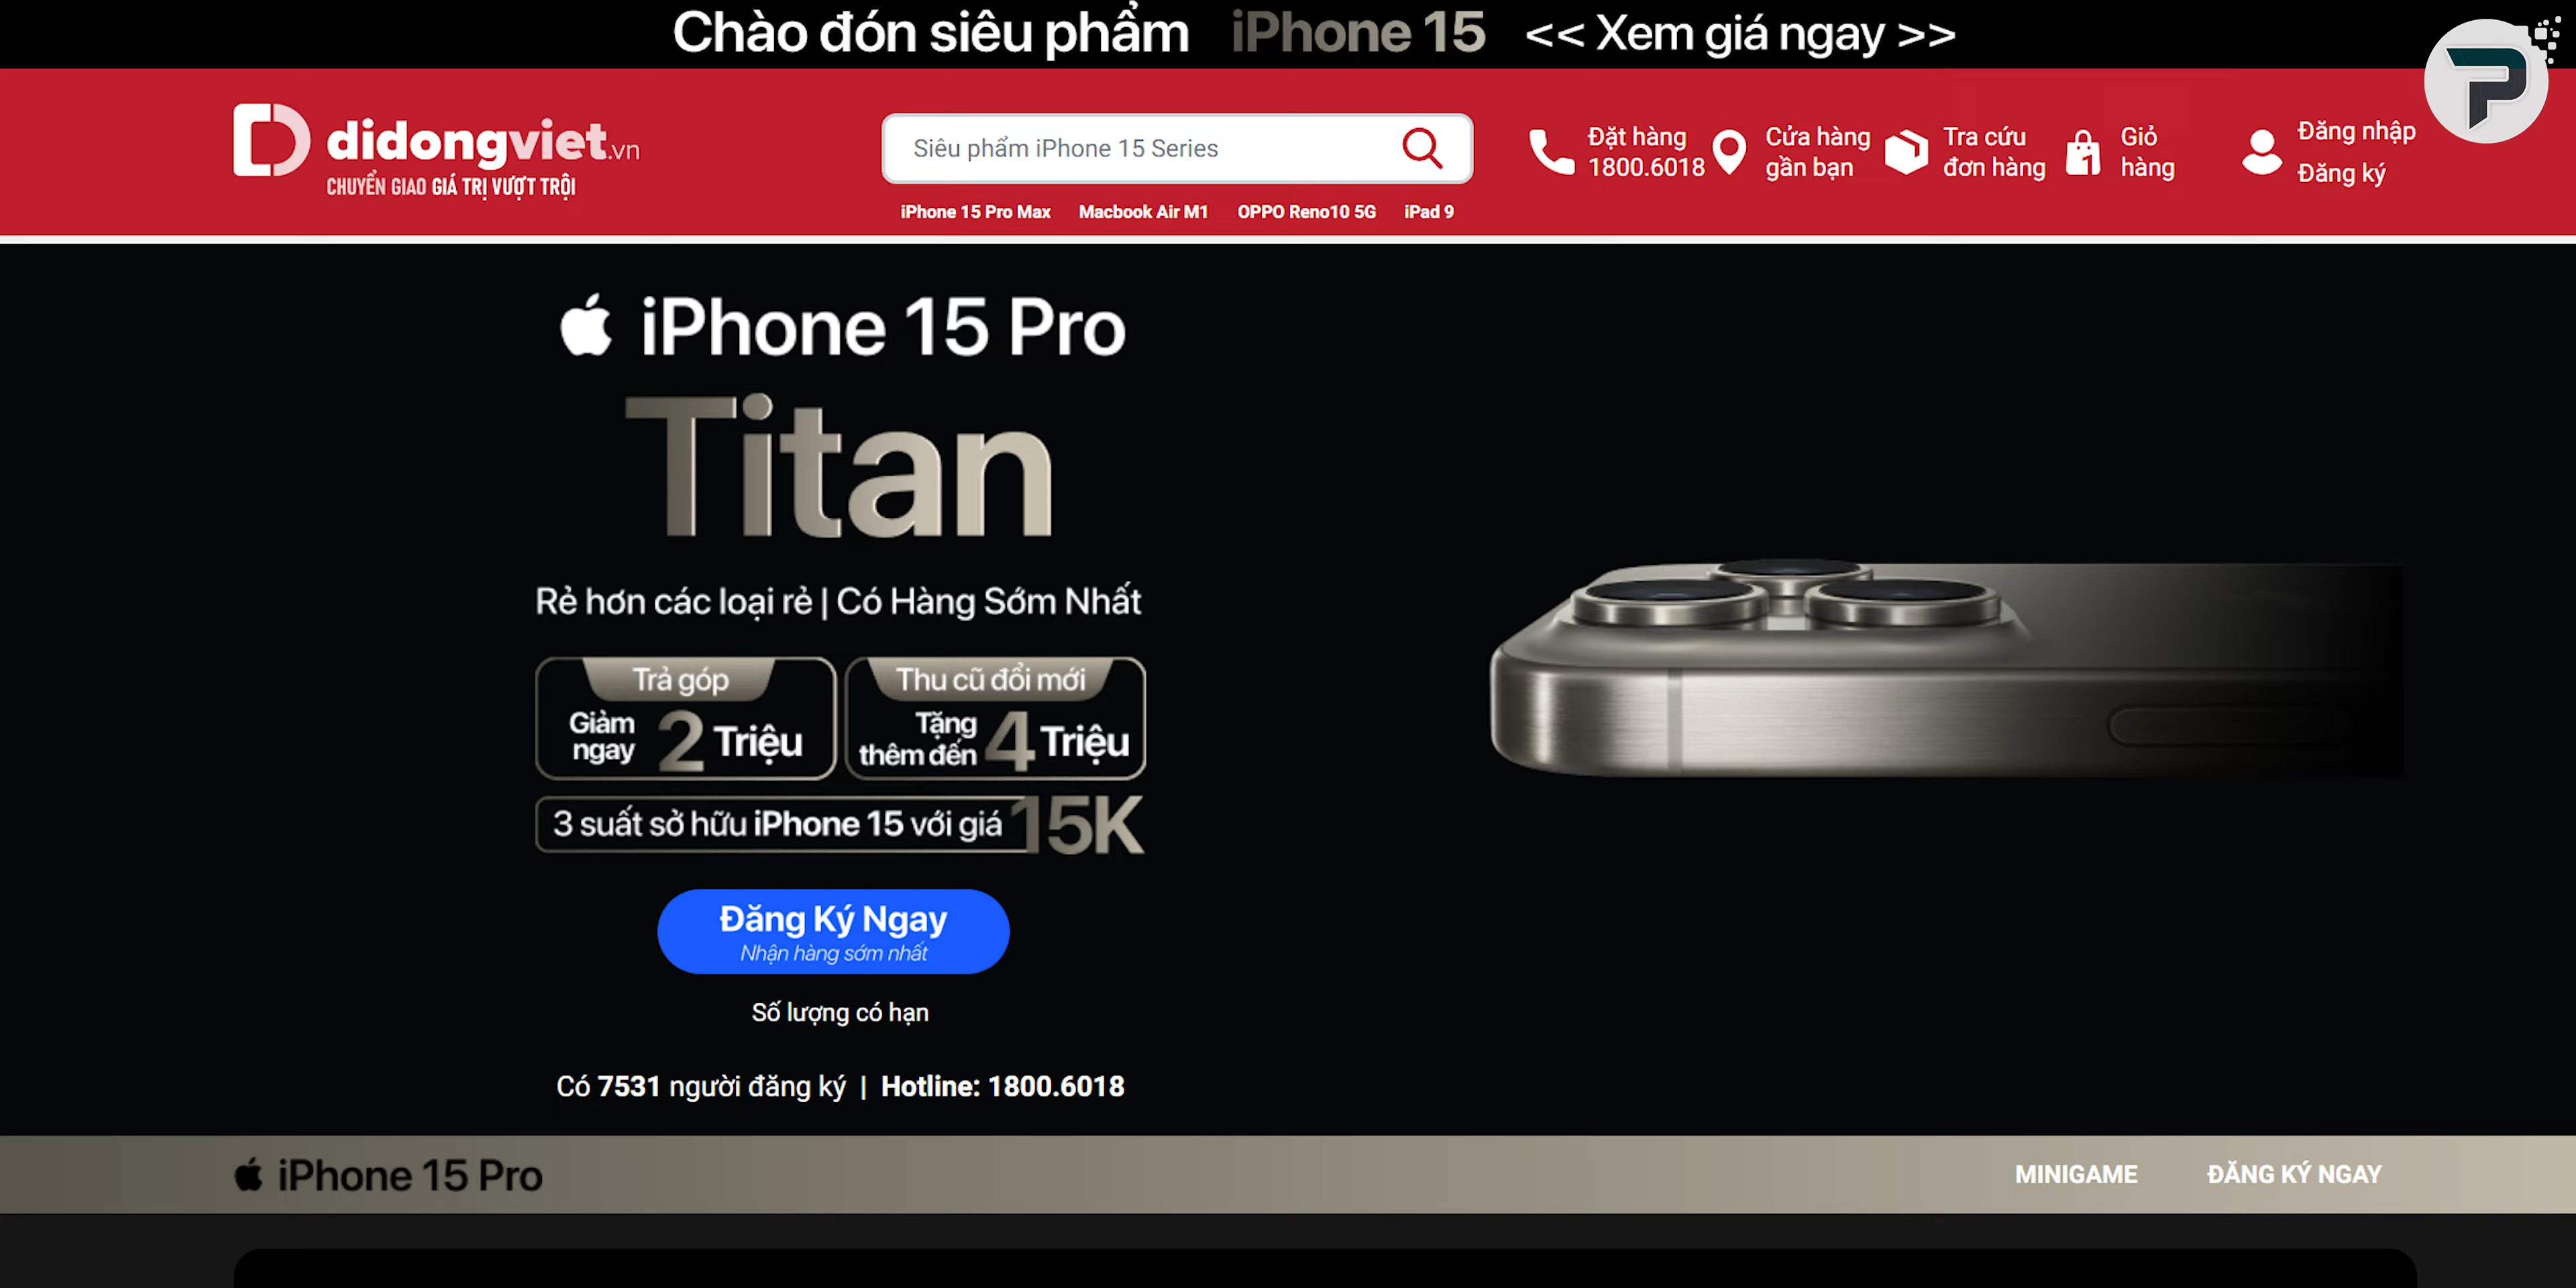 Chào đón siêu phẩm iPhone 15 << Xem giá ngay >>
didongviet.vn
CHUYỂN GIAO GIÁ TRỊ VƯỢT TRỘI
Siêu phẩm iPhone 15 Series
iPhone 15 Pro Max Macbook Air M1 OPPO Reno10 5G iPad 9
Đặt hàng
1800.6018
Cửa hàng
gần bạn
Tra cứu
đơn hàng
1
Giỏ
hàng
Đăng nhập
Đăng ký
P
iPhone 15 Pro
Titan
Rẻ hơn các loại rẻ | Có Hàng Sớm Nhất
Trả góp
Giảm
ngay
2 Triệu
Thu cũ đổi mới
Tặng
thêm đến
4 Triệu
3 suất sở hữu iPhone 15 với giá 15K
Đăng Ký Ngay
Nhận hàng sớm nhất
Số lượng có hạn
Có 7531 người đăng ký | Hotline: 1800.6018
iPhone 15 Pro
MINIGAME
ĐĂNG KÝ NGAY